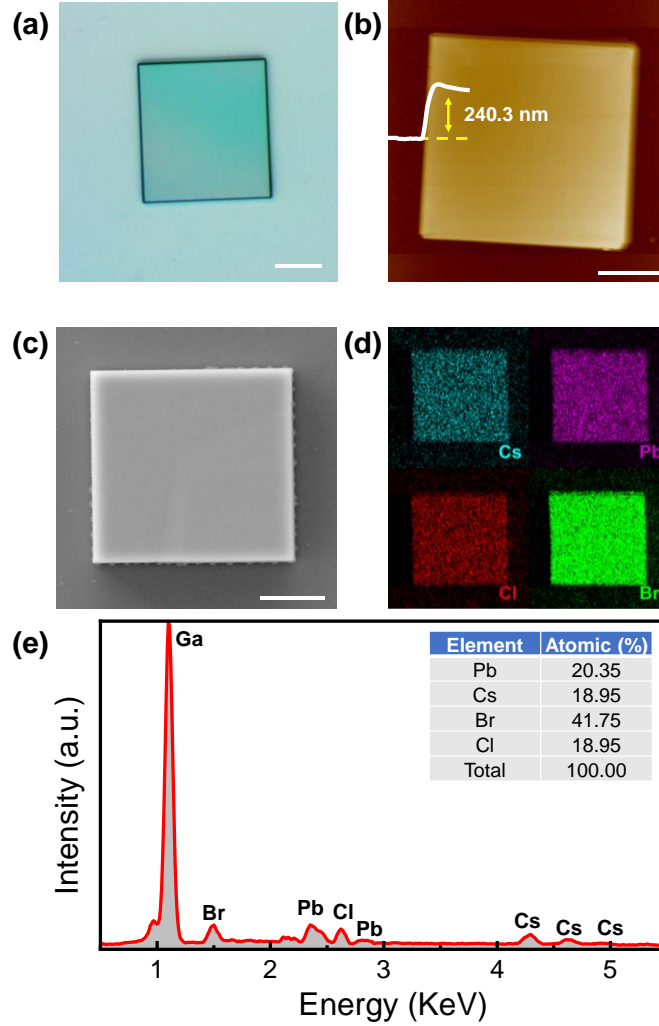 (a)
(b)
240.3 nm
(c)
(d)
Cs
Pb
Cl
Br
(e)
Ga
Element Atomic (%)
Pb 20.35
Cs 18.95
Br 41.75
Cl 18.95
Total 100.00
Intensity (a.u.)
Br
Pb
Cl
Pb
Cs
Cs
Cs
1 2 3 4 5
Energy (KeV)